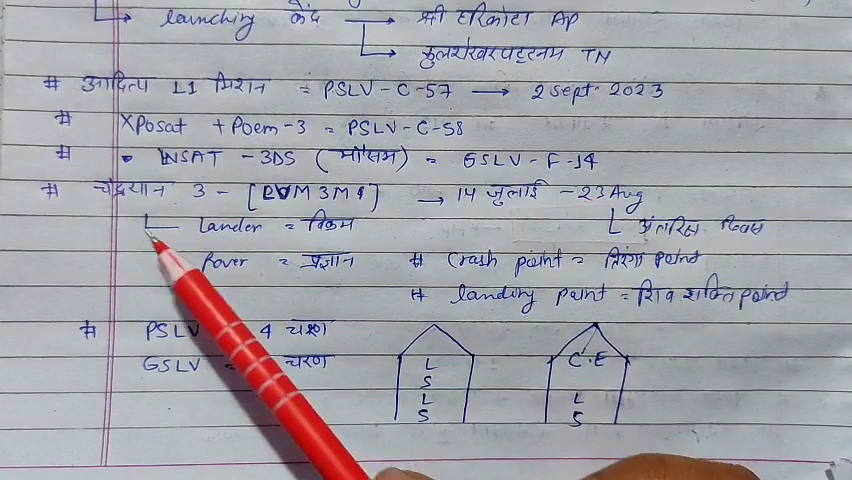 launching केंद्र → श्री हरिकोटा AP
→ कुलशेखरपट्टनम TN
# आदित्य L1 मिशन = PSLV-C-57 → 2 Sept. 2023
# XPosat + Poem-3 = PSLV-C-58
# • INSAT-3DS (मौसम) = GSLV-F-14
# चंद्रयान 3 - [LVM3M4] → 14 जुलाई - 23 Aug
Lander = विक्रम
अंतरिक्ष दिवस
Rover = प्रज्ञान # Crash point = तिरंगा point
# landing point = शिव शक्ति point
# PSLV 4 चरण
GSLV = चरण
L
S
L
S
C.E
L
S